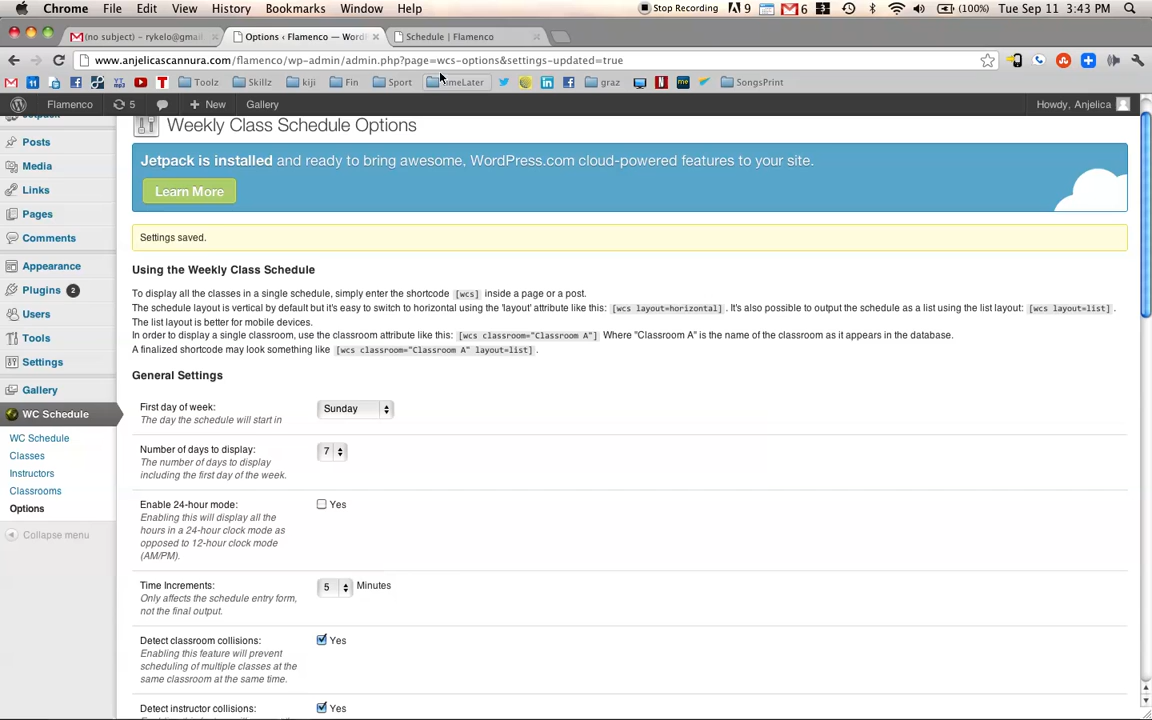 Chrome File Edit View History Bookmarks Window Help Stop Recording 9 6 (100%) Tue Sep 11 3:43 PM
(no subject) – rykelo@gmail Options ‹ Flamenco — Word Schedule | Flamenco
www.anjelicascannura.com/flamenco/wp-admin/admin.php?page=wcs-options&settings-updated=true
Toolz Skillz kiji Fin Sport meLater graz SongsPrint
Flamenco 5 New Gallery Howdy, Anjelica
Weekly Class Schedule Options
Posts
Media
Links
Pages
Comments
Appearance
Plugins 2
Users
Tools
Settings
Gallery
WC Schedule
WC Schedule
Classes
Instructors
Classrooms
Options
Collapse menu
Jetpack is installed and ready to bring awesome, WordPress.com cloud-powered features to your site.
Learn More
Settings saved.
Using the Weekly Class Schedule
To display all the classes in a single schedule, simply enter the shortcode [wcs] inside a page or a post.
The schedule layout is vertical by default but it's easy to switch to horizontal using the 'layout' attribute like this: [wcs layout=horizontal] . It's also possible to output the schedule as a list using the list layout: [wcs layout=list] .
The list layout is better for mobile devices.
In order to display a single classroom, use the classroom attribute like this: [wcs classroom="Classroom A"] Where "Classroom A" is the name of the classroom as it appears in the database.
A finalized shortcode may look something like [wcs classroom="Classroom A" layout=list] .
General Settings
First day of week: Sunday
The day the schedule will start in
Number of days to display: 7
The number of days to display
including the first day of the week.
Enable 24-hour mode: Yes
Enabling this will display all the
hours in a 24-hour clock mode as
opposed to 12-hour clock mode
(AM/PM).
Time Increments: 5 Minutes
Only affects the schedule entry form,
not the final output.
Detect classroom collisions: Yes
Enabling this feature will prevent
scheduling of multiple classes at the
same classroom at the same time.
Detect instructor collisions: Yes